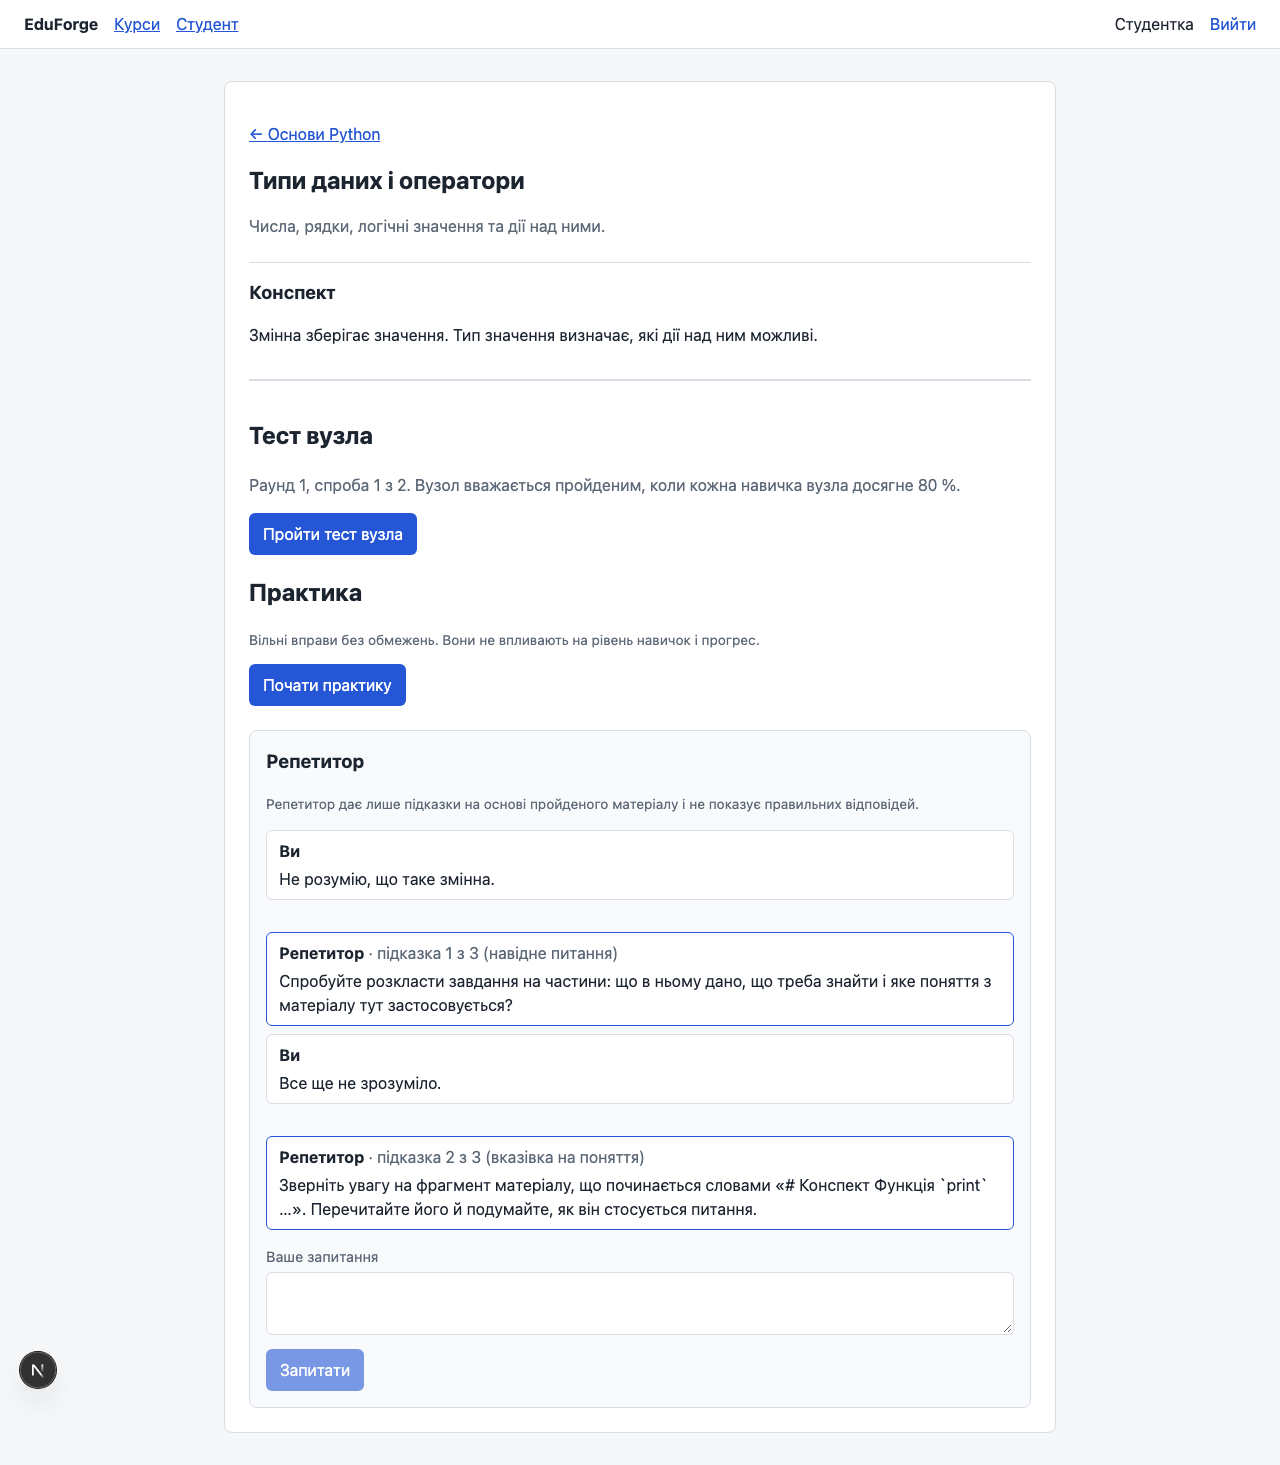 EduForge Курси Студент Студентка Вийти
← Основи Python
Типи даних і оператори
Числа, рядки, логічні значення та дії над ними.
Конспект
Змінна зберігає значення. Тип значення визначає, які дії над ним можливі.
Тест вузла
Раунд 1, спроба 1 з 2. Вузол вважається пройденим, коли кожна навичка вузла досягне 80 %.
Пройти тест вузла
Практика
Вільні вправи без обмежень. Вони не впливають на рівень навичок і прогрес.
Почати практику
Репетитор
Репетитор дає лише підказки на основі пройденого матеріалу і не показує правильних відповідей.
Ви
Не розумію, що таке змінна.
Репетитор · підказка 1 з 3 (навідне питання)
Спробуйте розкласти завдання на частини: що в ньому дано, що треба знайти і яке поняття з
матеріалу тут застосовується?
Ви
Все ще не зрозуміло.
Репетитор · підказка 2 з 3 (вказівка на поняття)
Зверніть увагу на фрагмент матеріалу, що починається словами «# Конспект Функція `print`
…». Перечитайте його й подумайте, як він стосується питання.
Ваше запитання
Запитати
N